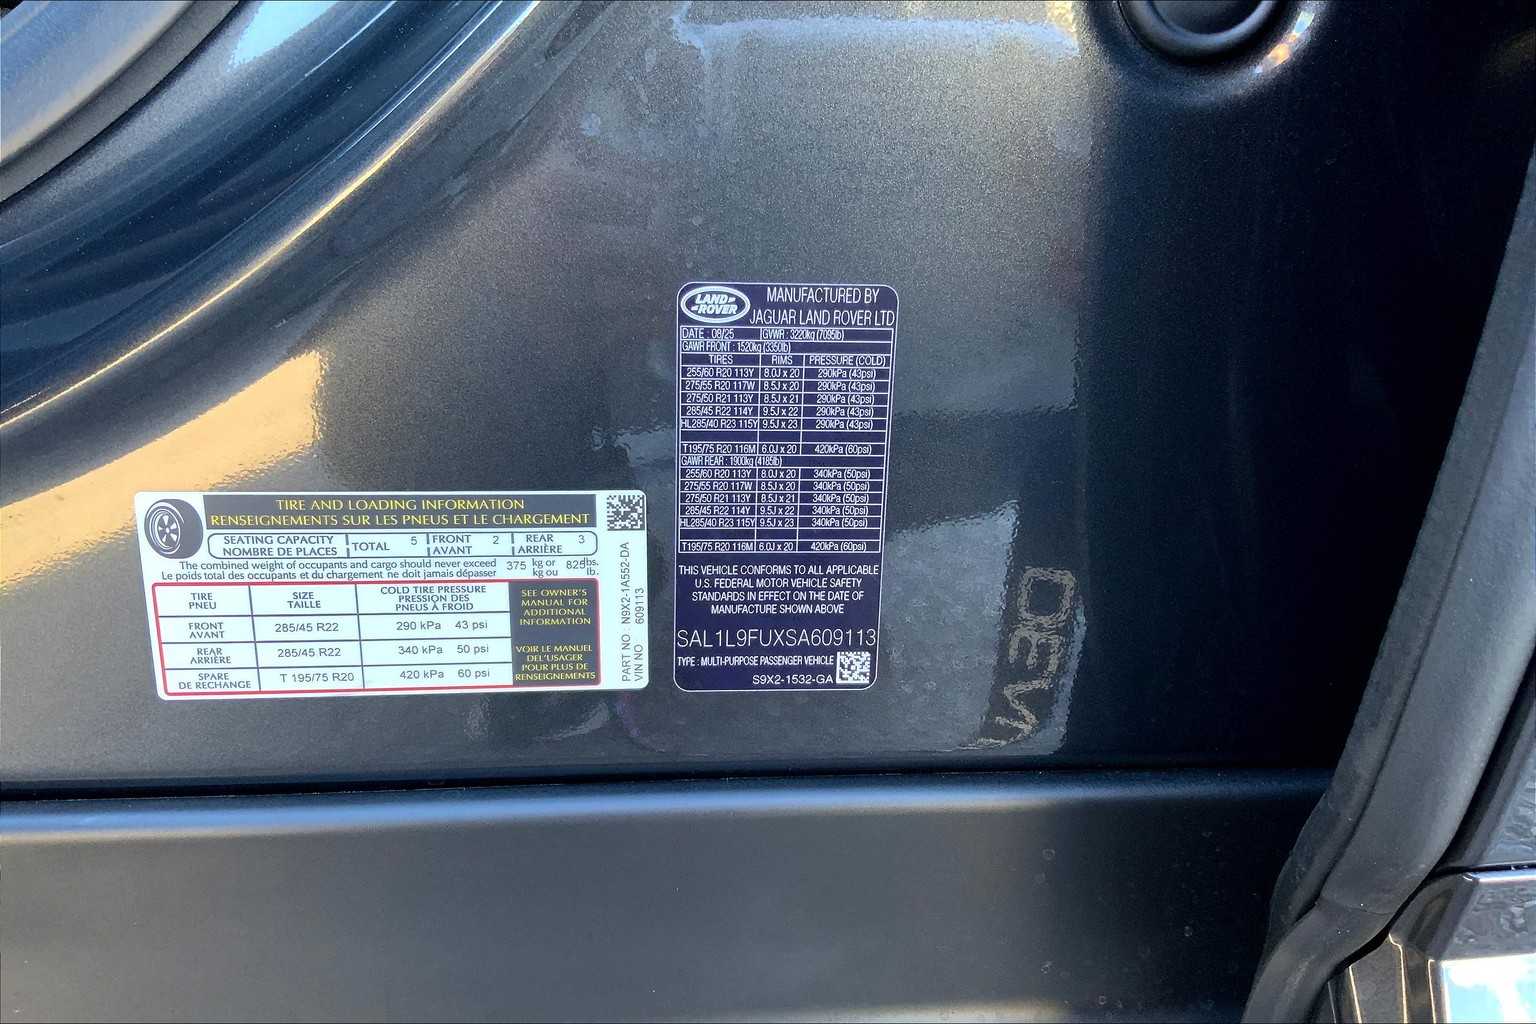 TIRE AND LOADING INFORMATION
RENSEIGNEMENTS SUR LES PNEUS ET LE CHARGEMENT
SEATING CAPACITY TOTAL 5 FRONT 2 REAR 3
NOMBRE DE PLACES AVANT ARRIÈRE
The combined weight of occupants and cargo should never exceed 375 kg or 825 lbs.
Le poids total des occupants et du chargement ne doit jamais dépasser kg ou lb.
TIRE SIZE COLD TIRE PRESSURE
PNEU TAILLE PRESSION DES
PNEUS À FROID
FRONT 285/45 R22 290 kPa 43 psi
AVANT
REAR 285/45 R22 340 kPa 50 psi
ARRIÈRE
SPARE T 195/75 R20 420 kPa 60 psi
DE RECHANGE
SEE OWNER'S
MANUAL FOR
ADDITIONAL
INFORMATION
VOIR LE MANUEL
DEL'USAGER
POUR PLUS DE
RENSEIGNEMENTS
PART NO : N9X2-1A552-DA
VIN NO : 609113
LAND-
-ROVER
MANUFACTURED BY
JAGUAR LAND ROVER LTD
DATE : 08/25 GVWR : 3220kg (7095lb)
GAWR FRONT : 1520kg (3350lb)
TIRES RIMS PRESSURE (COLD)
255/60 R20 113Y 8.0J x 20 290kPa (43psi)
275/55 R20 117W 8.5J x 20 290kPa (43psi)
275/50 R21 113Y 8.5J x 21 290kPa (43psi)
285/45 R22 114Y 9.5J x 22 290kPa (43psi)
HL285/40 R23 115Y 9.5J x 23 290kPa (43psi)
T195/75 R20 116M 6.0J x 20 420kPa (60psi)
GAWR REAR : 1900kg (4185lb)
255/60 R20 113Y 8.0J x 20 340kPa (50psi)
275/55 R20 117W 8.5J x 20 340kPa (50psi)
275/50 R21 113Y 8.5J x 21 340kPa (50psi)
285/45 R22 114Y 9.5J x 22 340kPa (50psi)
HL285/40 R23 115Y 9.5J x 23 340kPa (50psi)
T195/75 R20 116M 6.0J x 20 420kPa (60psi)
THIS VEHICLE CONFORMS TO ALL APPLICABLE
U.S. FEDERAL MOTOR VEHICLE SAFETY
STANDARDS IN EFFECT ON THE DATE OF
MANUFACTURE SHOWN ABOVE
SAL1L9FUXSA609113
TYPE : MULTI-PURPOSE PASSENGER VEHICLE
S9X2-1532-GA